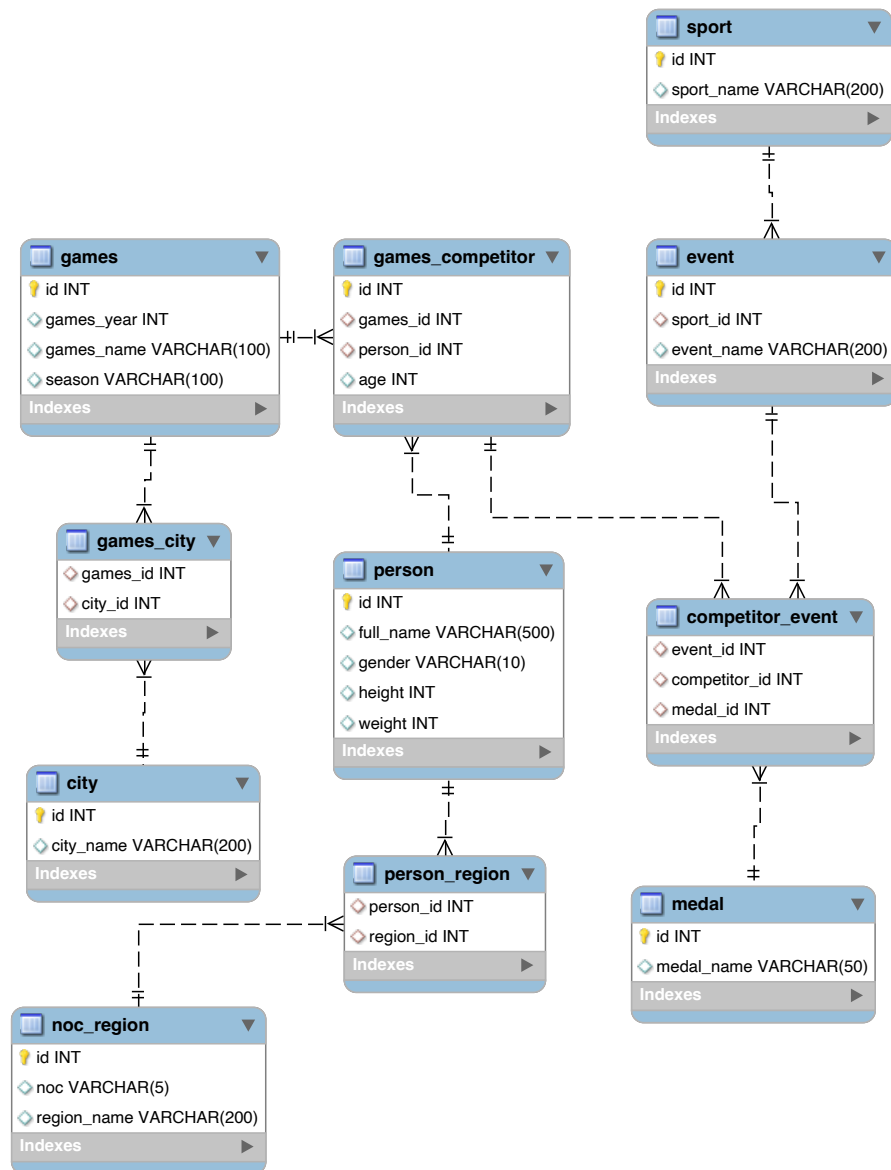 sport
id INT
sport_name VARCHAR(200)
Indexes
games
id INT
games_year INT
games_name VARCHAR(100)
season VARCHAR(100)
Indexes
games_competitor
id INT
games_id INT
person_id INT
age INT
Indexes
event
id INT
sport_id INT
event_name VARCHAR(200)
Indexes
games_city
games_id INT
city_id INT
Indexes
person
id INT
full_name VARCHAR(500)
gender VARCHAR(10)
height INT
weight INT
Indexes
competitor_event
event_id INT
competitor_id INT
medal_id INT
Indexes
city
id INT
city_name VARCHAR(200)
Indexes
person_region
person_id INT
region_id INT
Indexes
medal
id INT
medal_name VARCHAR(50)
Indexes
noc_region
id INT
noc VARCHAR(5)
region_name VARCHAR(200)
Indexes